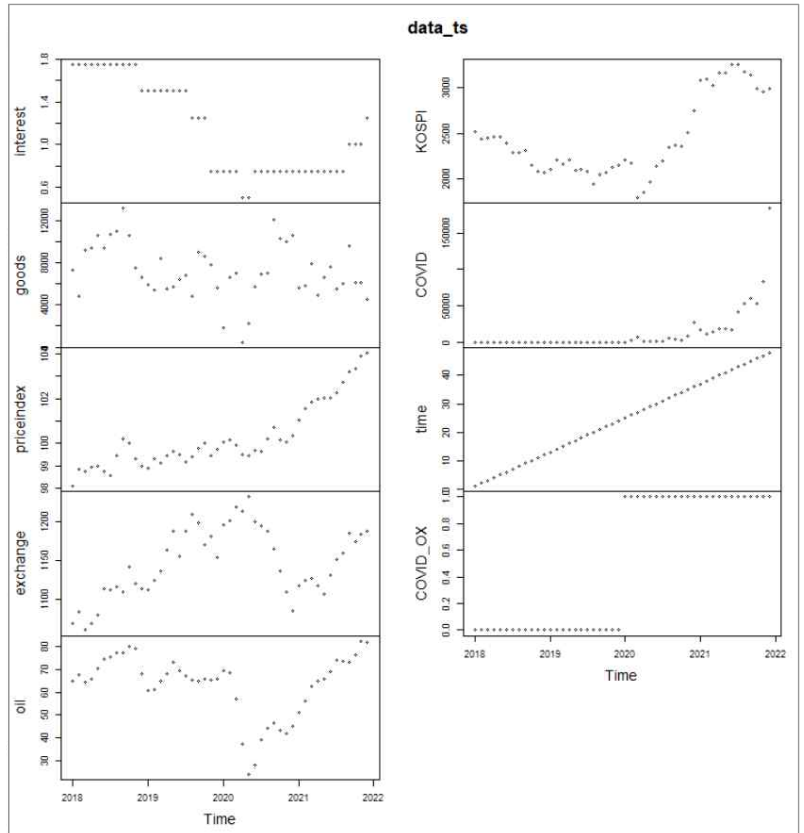 data_ts
interest
0.6 1.0 1.4 1.8
goods
4000 8000 12000
priceindex
98 99 100 102 104
exchange
1100 1150 1200
oil
30 40 50 60 70 80
2018 2019 2020 2021 2022
Time
KOSPI
2000 2500 3000
COVID
0 50000 150000
time
0 10 20 30 40
COVID_OX
0.0 0.2 0.4 0.6 0.8 1.0
2018 2019 2020 2021 2022
Time